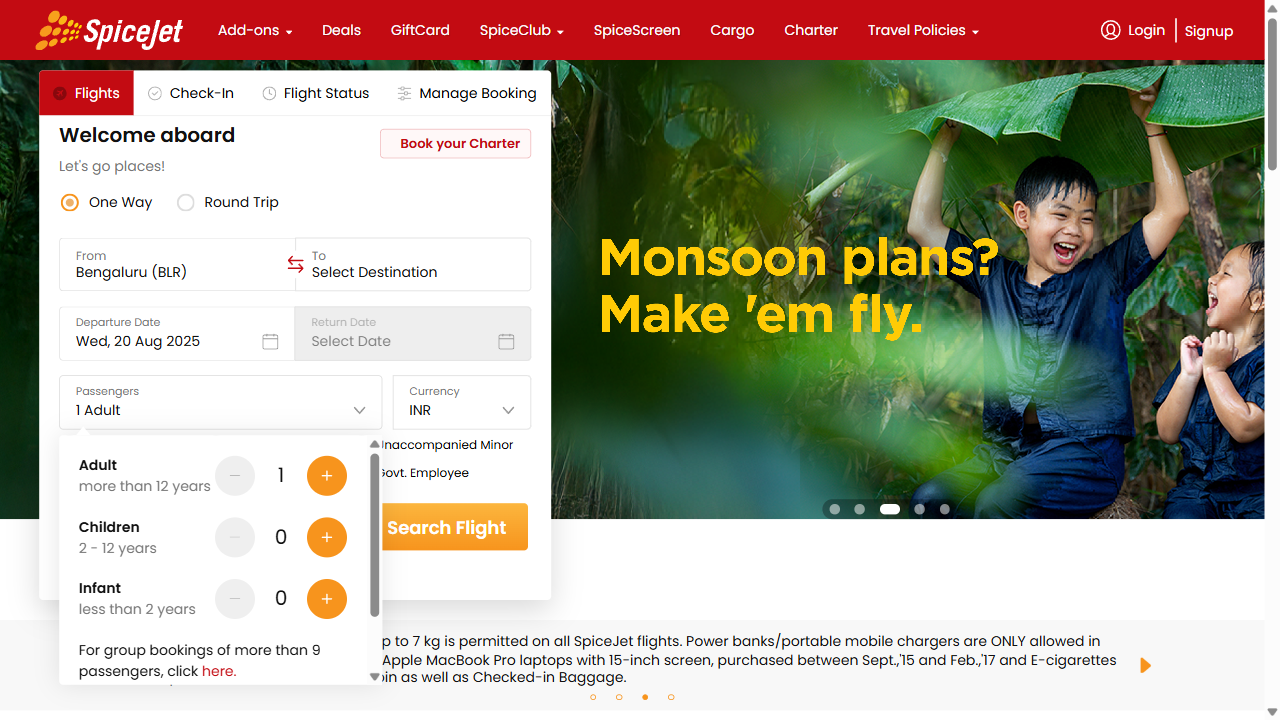 SpiceJet
Add-ons
Deals
GiftCard
SpiceClub
SpiceScreen
Cargo
Charter
Travel Policies
Login
Signup
Flights
Check-In
Flight Status
Manage Booking
Welcome aboard
Book your Charter
Let's go places!
One Way
Round Trip
From
Bengaluru (BLR)
To
Select Destination
Departure Date
Wed, 20 Aug 2025
Return Date
Select Date
Passengers
1 Adult
Currency
INR
Monsoon plans?
Make 'em fly.
Unaccompanied Minor
Govt. Employee
Adult
more than 12 years
1
Children
2 - 12 years
0
Infant
less than 2 years
0
Search Flight
For group bookings of more than 9
passengers, click here.
to 7 kg is permitted on all SpiceJet flights. Power banks/portable mobile chargers are ONLY allowed in
Apple MacBook Pro laptops with 15-inch screen, purchased between Sept.,'15 and Feb.,'17 and E-cigarettes
as well as Checked-in Baggage.